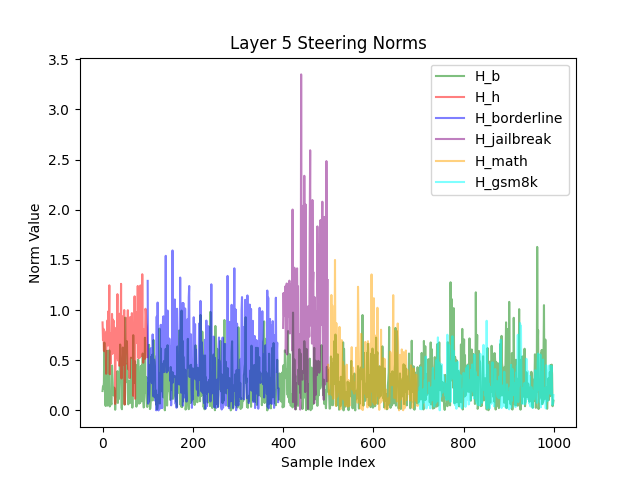 Layer 5 Steering Norms
3.5
3.0
2.5
2.0
1.5
1.0
0.5
0.0
Norm Value
H_b
H_h
H_borderline
H_jailbreak
H_math
H_gsm8k
0
200
400
600
800
1000
Sample Index